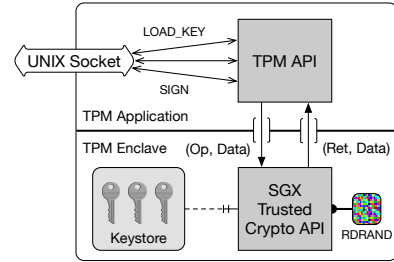 LOAD_KEY
UNIX Socket
TPM API
SIGN
TPM Application
TPM Enclave
(Op, Data)
(Ret, Data)
SGX
Trusted
Crypto API
Keystore
RDRAND